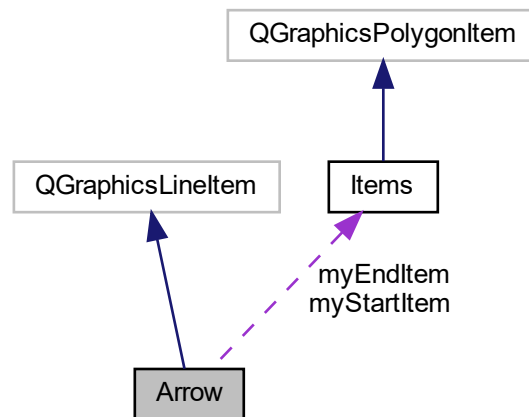 QGraphicsPolygonItem
QGraphicsLineItem
Items
myEndItem
myStartItem
Arrow